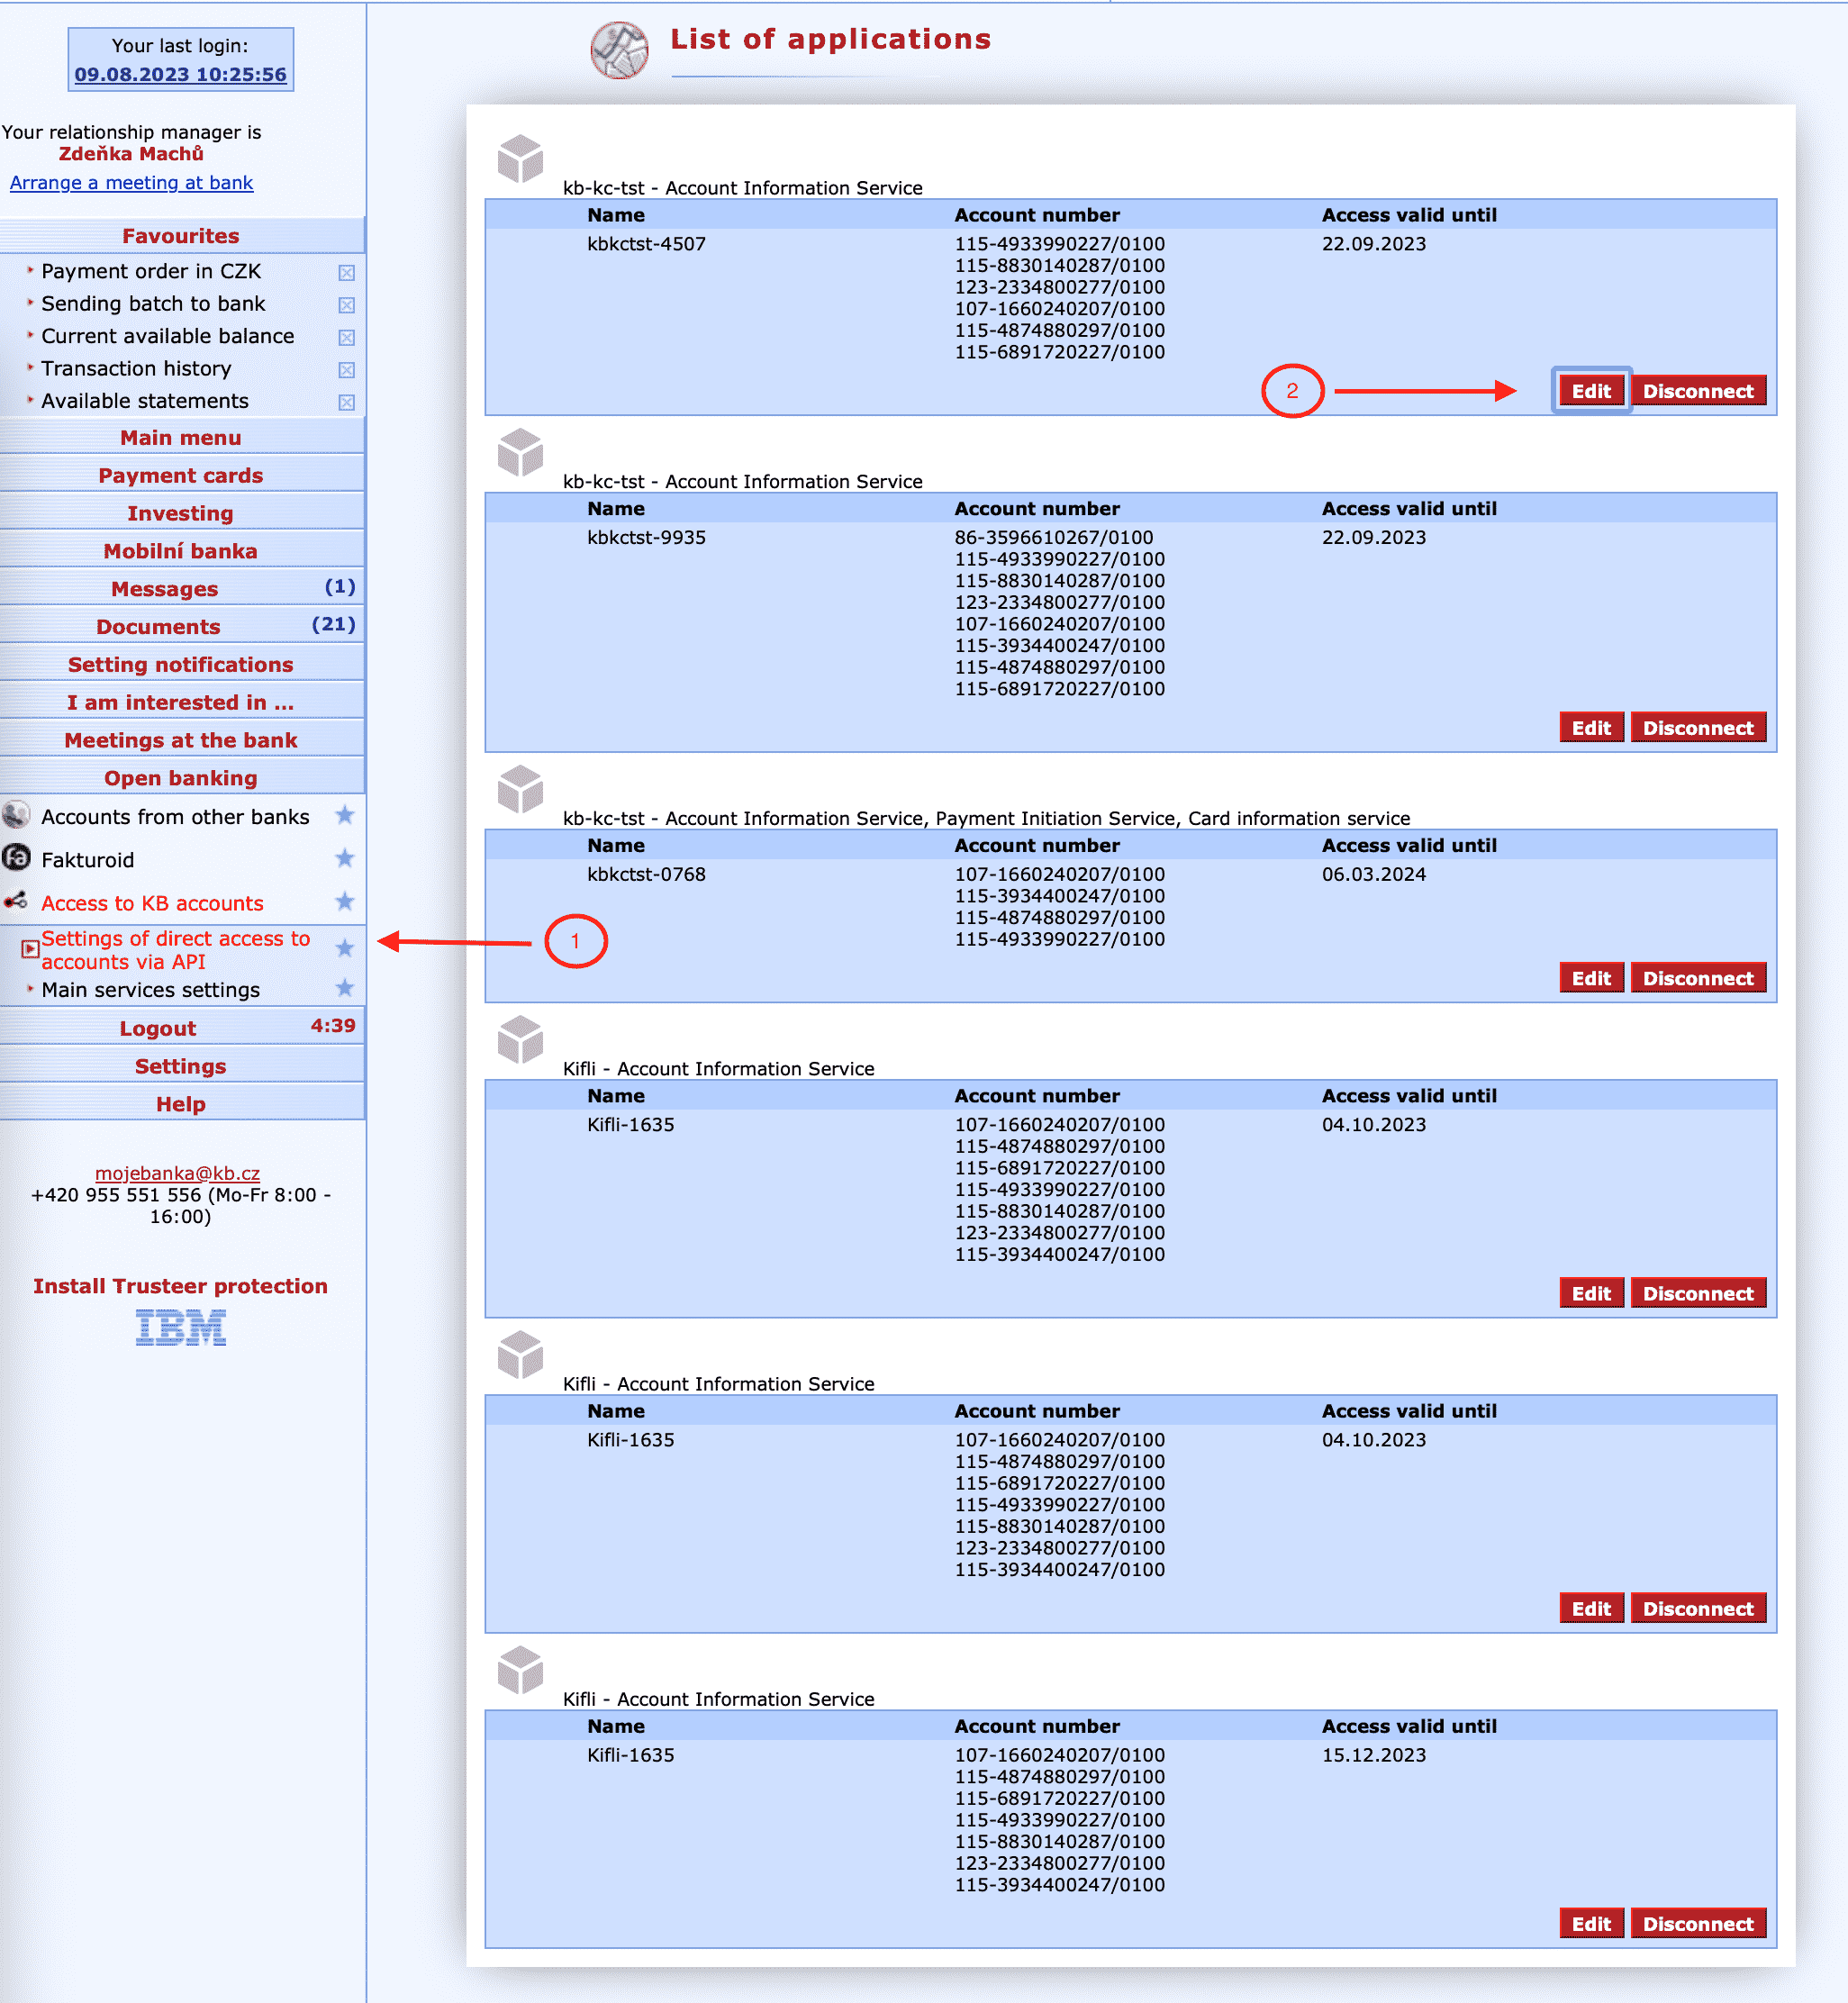 Your last login:
09.08.2023 10:25:56
Your relationship manager is
Zdeňka Machů
Arrange a meeting at bank
Favourites
Payment order in CZK
Sending batch to bank
Current available balance
Transaction history
Available statements
Main menu
Payment cards
Investing
Mobilní banka
Messages (1)
Documents (21)
Setting notifications
I am interested in ...
Meetings at the bank
Open banking
Accounts from other banks
Fakturoid
Access to KB accounts
Settings of direct access to
accounts via API
Main services settings
Logout 4:39
Settings
Help
mojebanka@kb.cz
+420 955 551 556 (Mo-Fr 8:00 -
16:00)
Install Trusteer protection
IBM
List of applications
kb-kc-tst - Account Information Service
Name Account number Access valid until
kbkctst-4507 115-4933990227/0100 22.09.2023
115-8830140287/0100
123-2334800277/0100
107-1660240207/0100
115-4874880297/0100
115-6891720227/0100
2 Edit Disconnect
kb-kc-tst - Account Information Service
Name Account number Access valid until
kbkctst-9935 86-3596610267/0100 22.09.2023
115-4933990227/0100
115-8830140287/0100
123-2334800277/0100
107-1660240207/0100
115-3934400247/0100
115-4874880297/0100
115-6891720227/0100
Edit Disconnect
kb-kc-tst - Account Information Service, Payment Initiation Service, Card information service
Name Account number Access valid until
kbkctst-0768 107-1660240207/0100 06.03.2024
115-3934400247/0100
115-4874880297/0100
115-4933990227/0100
1
Edit Disconnect
Kifli - Account Information Service
Name Account number Access valid until
Kifli-1635 107-1660240207/0100 04.10.2023
115-4874880297/0100
115-6891720227/0100
115-4933990227/0100
115-8830140287/0100
123-2334800277/0100
115-3934400247/0100
Edit Disconnect
Kifli - Account Information Service
Name Account number Access valid until
Kifli-1635 107-1660240207/0100 04.10.2023
115-4874880297/0100
115-6891720227/0100
115-4933990227/0100
115-8830140287/0100
123-2334800277/0100
115-3934400247/0100
Edit Disconnect
Kifli - Account Information Service
Name Account number Access valid until
Kifli-1635 107-1660240207/0100 15.12.2023
115-4874880297/0100
115-6891720227/0100
115-4933990227/0100
115-8830140287/0100
123-2334800277/0100
115-3934400247/0100
Edit Disconnect